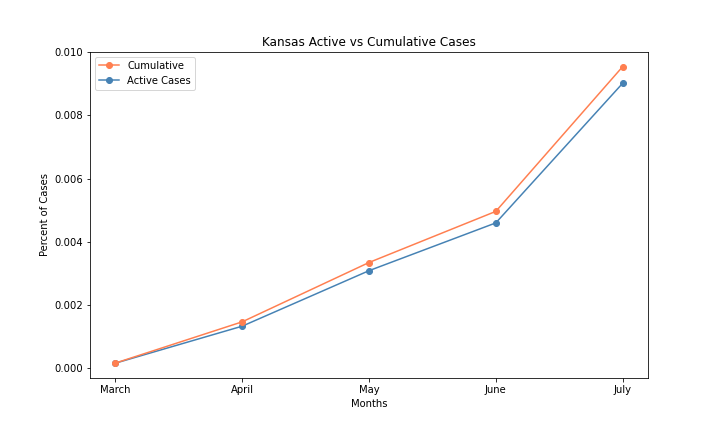 Kansas Active vs Cumulative Cases
Cumulative
Active Cases
Percent of Cases
0.010
0.008
0.006
0.004
0.002
0.000
March April May June July
Months